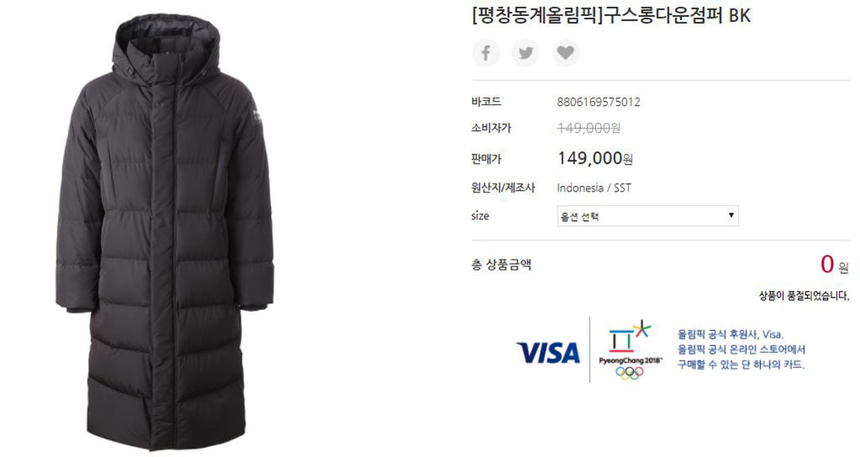 [평창동계올림픽]구스롱다운점퍼 BK
바코드 8806169575012
소비자가 149,000원
판매가 149,000원
원산지/제조사 Indonesia / SST
size 옵션 선택
총 상품금액 0 원
상품이 품절되었습니다.
VISA
PyeongChang 2018
올림픽 공식 후원사, Visa.
올림픽 공식 온라인 스토어에서
구매할 수 있는 단 하나의 카드.